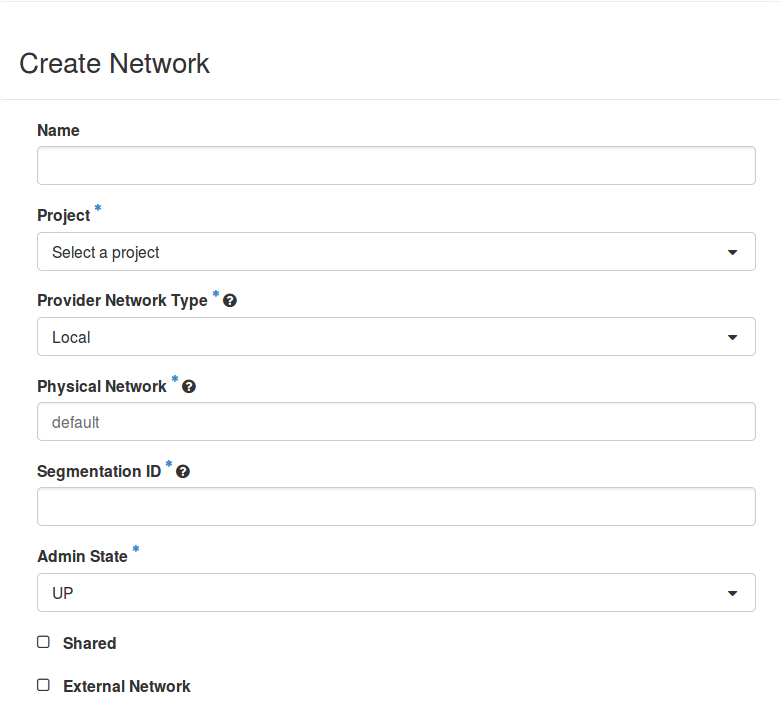 Create Network
Name
Project *
Select a project
Provider Network Type * ?
Local
Physical Network * ?
default
Segmentation ID * ?
Admin State *
UP
Shared
External Network